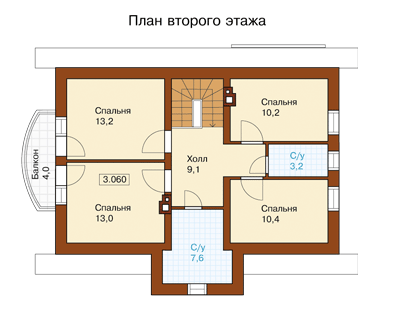 План второго этажа
Спальня
13,2
Спальня
10,2
Холл
9,1
С/у
3,2
Балкон
4,0
3.060
Спальня
13,0
Спальня
10,4
С/у
7,6